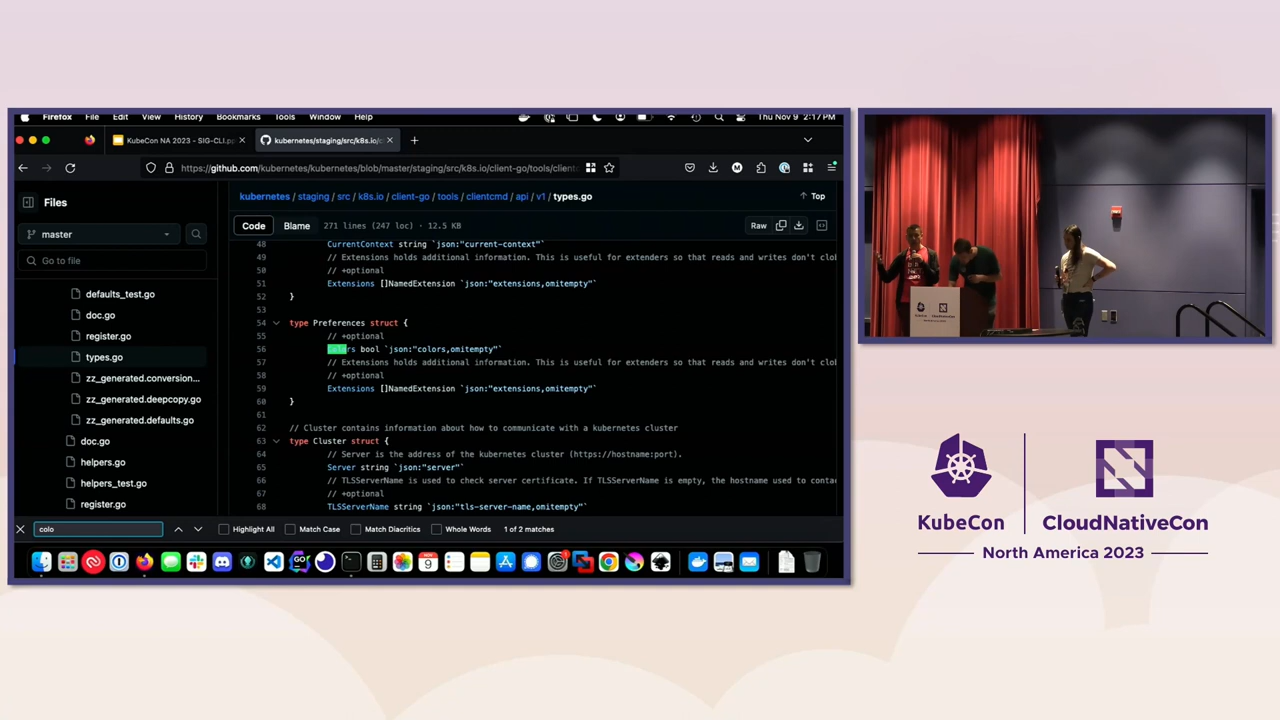 Firefox File Edit View History Bookmarks Tools Window Help Thu Nov 9 2:17 PM
KubeCon NA 2023 - SIG-CLI.p
kubernetes/staging/src/k8s.io/c
https://github.com/kubernetes/kubernetes/blob/master/staging/src/k8s.io/client-go/tools/client
Files
kubernetes / staging / src / k8s.io / client-go / tools / clientcmd / api / v1 / types.go
Top
master
Code Blame 271 lines (247 loc) · 12.5 KB
Raw
Go to file
defaults_test.go
doc.go
register.go
types.go
zz_generated.conversion...
zz_generated.deepcopy.go
zz_generated.defaults.go
doc.go
helpers.go
helpers_test.go
register.go
48 CurrentContext string `json:"current-context"`
49 // Extensions holds additional information. This is useful for extenders so that reads and writes don't clo
50 // +optional
51 Extensions []NamedExtension `json:"extensions,omitempty"`
52 }
53
54 type Preferences struct {
55 // +optional
56 Colors bool `json:"colors,omitempty"`
57 // Extensions holds additional information. This is useful for extenders so that reads and writes don't clo
58 // +optional
59 Extensions []NamedExtension `json:"extensions,omitempty"`
60 }
61
62 // Cluster contains information about how to communicate with a kubernetes cluster
63 type Cluster struct {
64 // Server is the address of the kubernetes cluster (https://hostname:port).
65 Server string `json:"server"`
66 // TLSServerName is used to check server certificate. If TLSServerName is empty, the hostname used to conta
67 // +optional
68 TLSServerName string `json:"tls-server-name,omitempty"`
colo
Highlight All Match Case Match Diacritics Whole Words 1 of 2 matches
KubeCon
CloudNativeCon
North America 2023